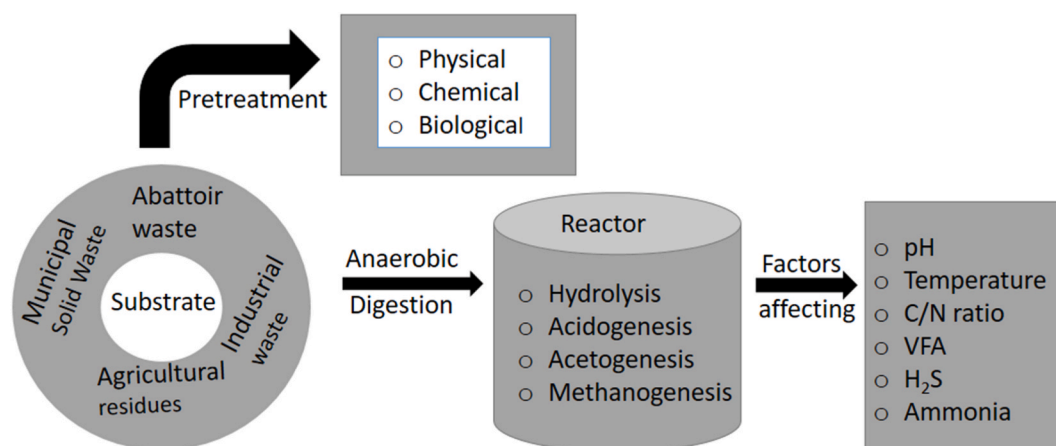 Pretreatment
○ Physical
○ Chemical
○ Biological
Abattoir
waste
Municipal
Solid Waste
Substrate
Industrial
waste
Agricultural
residues
Anaerobic
Digestion
Reactor
○ Hydrolysis
○ Acidogenesis
○ Acetogenesis
○ Methanogenesis
Factors
affecting
○ pH
○ Temperature
○ C/N ratio
○ VFA
○ H₂S
○ Ammonia